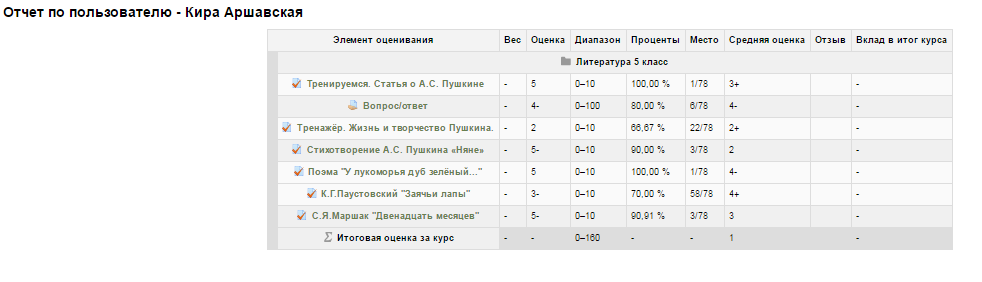 Отчет по пользователю - Кира Аршавская
Элемент оценивания Вес Оценка Диапазон Проценты Место Средняя оценка Отзыв Вклад в итог курса
Литература 5 класс
Тренируемся. Статья о А.С. Пушкине - 5 0–10 100,00 % 1/78 3+ -
Вопрос/ответ - 4- 0–100 80,00 % 6/78 4- -
Тренажёр. Жизнь и творчество Пушкина. - 2 0–10 66,67 % 22/78 2+ -
Стихотворение А.С. Пушкина «Няне» - 5- 0–10 90,00 % 3/78 2 -
Поэма "У лукоморья дуб зелёный..." - 5 0–10 100,00 % 1/78 4- -
К.Г.Паустовский "Заячьи лапы" - 3- 0–10 70,00 % 58/78 4+ -
С.Я.Маршак "Двенадцать месяцев" - 5- 0–10 90,91 % 3/78 3 -
Σ Итоговая оценка за курс - - 0–160 - - 1 -